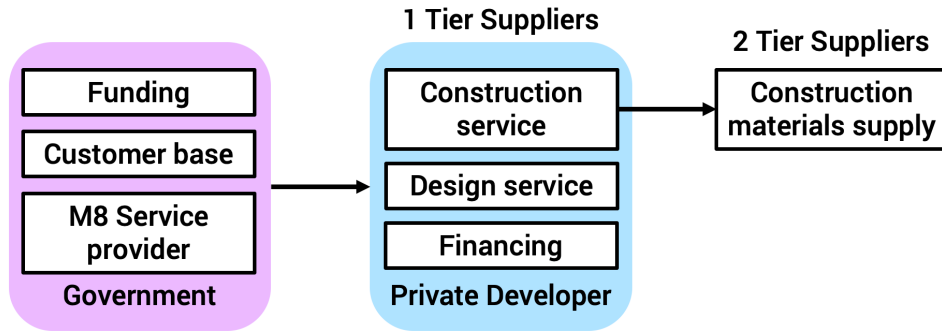 1 Tier Suppliers
2 Tier Suppliers
Funding
Customer base
M8 Service
provider
Government
Construction
service
Design service
Financing
Private Developer
Construction
materials supply